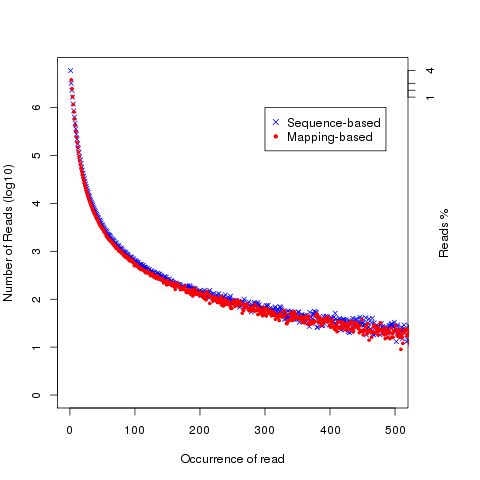 4
1
6
5
4
3
2
1
0
Sequence-based
Mapping-based
Number of Reads (log10)
Reads %
0 100 200 300 400 500
Occurrence of read